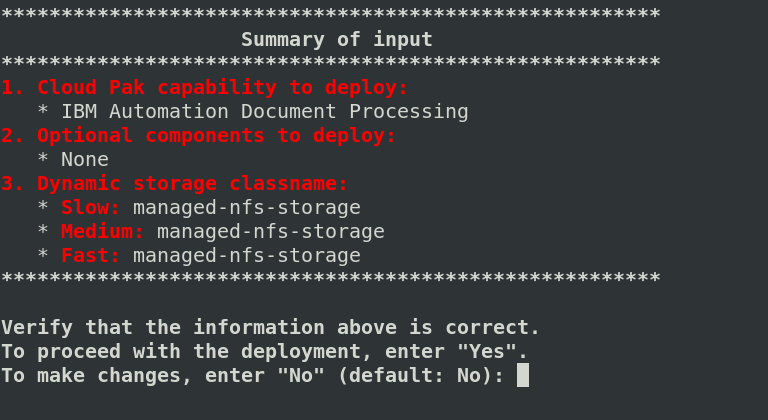 *******************************************************
Summary of input
*******************************************************
1. Cloud Pak capability to deploy:
* IBM Automation Document Processing
2. Optional components to deploy:
* None
3. Dynamic storage classname:
* Slow: managed-nfs-storage
* Medium: managed-nfs-storage
* Fast: managed-nfs-storage
*******************************************************
Verify that the information above is correct.
To proceed with the deployment, enter "Yes".
To make changes, enter "No" (default: No):